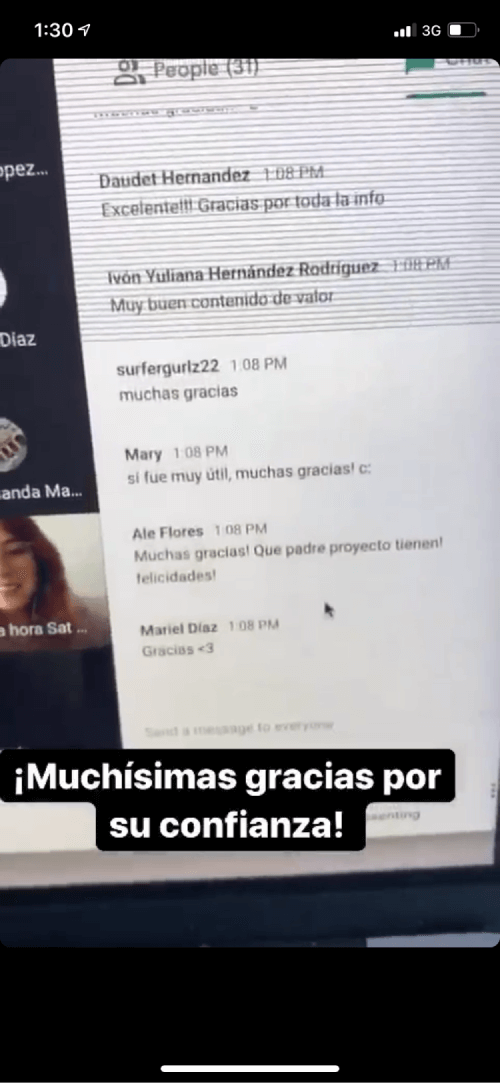 1:30
3G
People (31)
opez...
Daudet Hernandez 1:08 PM
Excelente!!! Gracias por toda la info
Ivón Yuliana Hernández Rodríguez 1:08 PM
Muy buen contenido de valor
Díaz
surfergurlz22 1:08 PM
muchas gracias
anda Ma...
Mary 1:08 PM
si fue muy útil, muchas gracias! c:
Ale Flores 1:08 PM
Muchas gracias! Que padre proyecto tienen!
felicidades!
a hora Sat ...
Mariel Díaz 1:08 PM
Gracias <3
Send a message to everyone
¡Muchísimas gracias por
su confianza!
senting